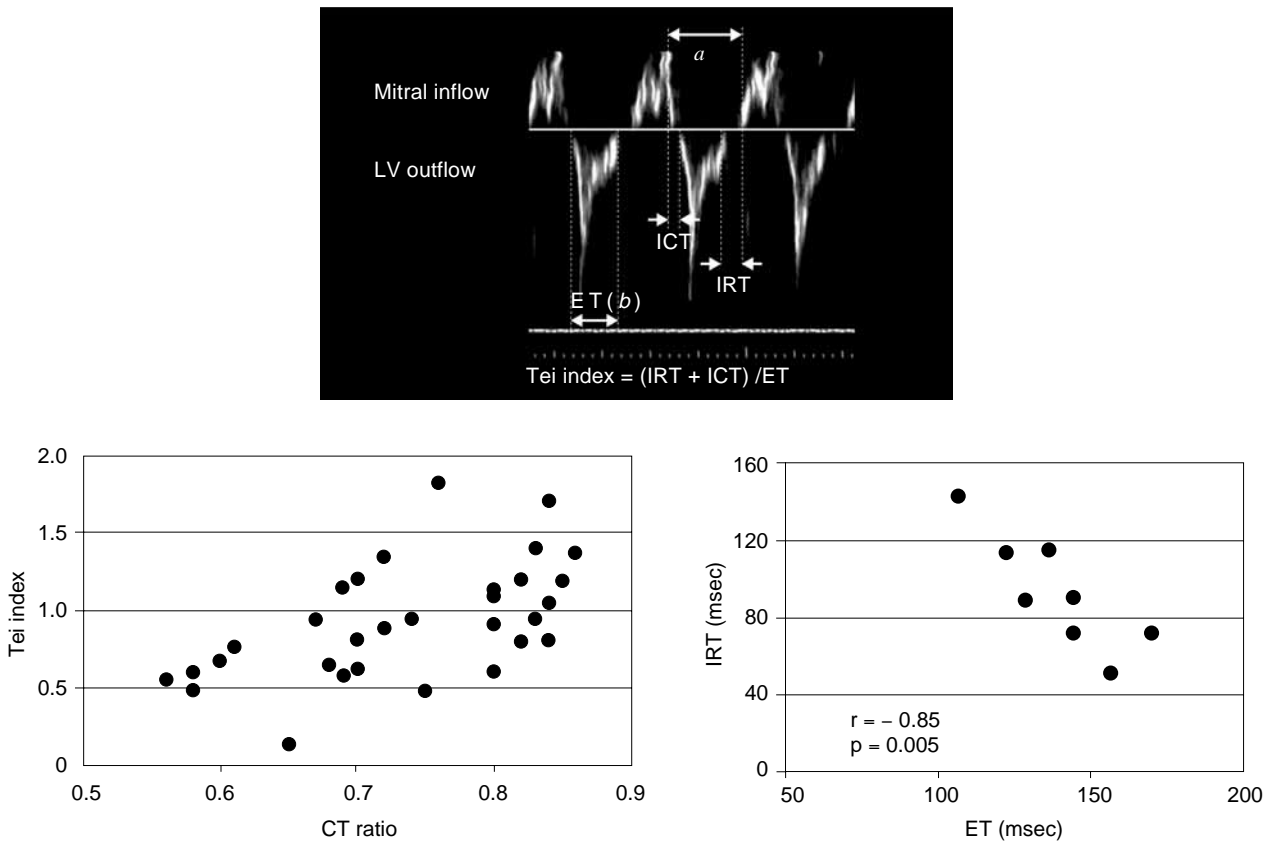 a
Mitral inflow
LV outflow
ICT
IRT
ET(b)
Tei index = (IRT + ICT) /ET
2.0
1.5
1.0
0.5
0
Tei index
0.5 0.6 0.7 0.8 0.9
CT ratio
160
120
80
40
0
IRT (msec)
r = – 0.85
p = 0.005
50 100 150 200
ET (msec)